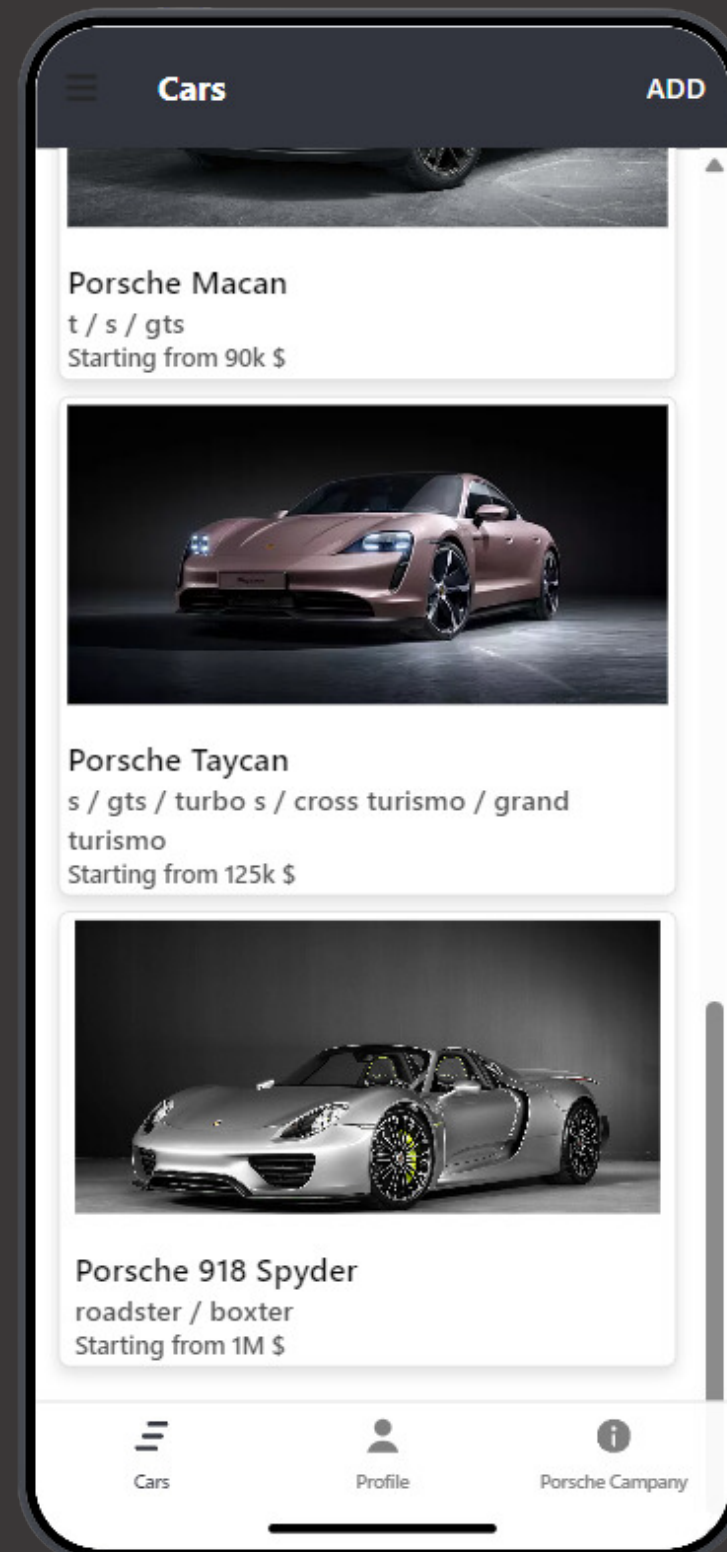 Cars
ADD
Porsche Macan
t / s / gts
Starting from 90k $
Porsche Taycan
s / gts / turbo s / cross turismo / grand
turismo
Starting from 125k $
Porsche 918 Spyder
roadster / boxter
Starting from 1M $
Cars
Profile
Porsche Campany